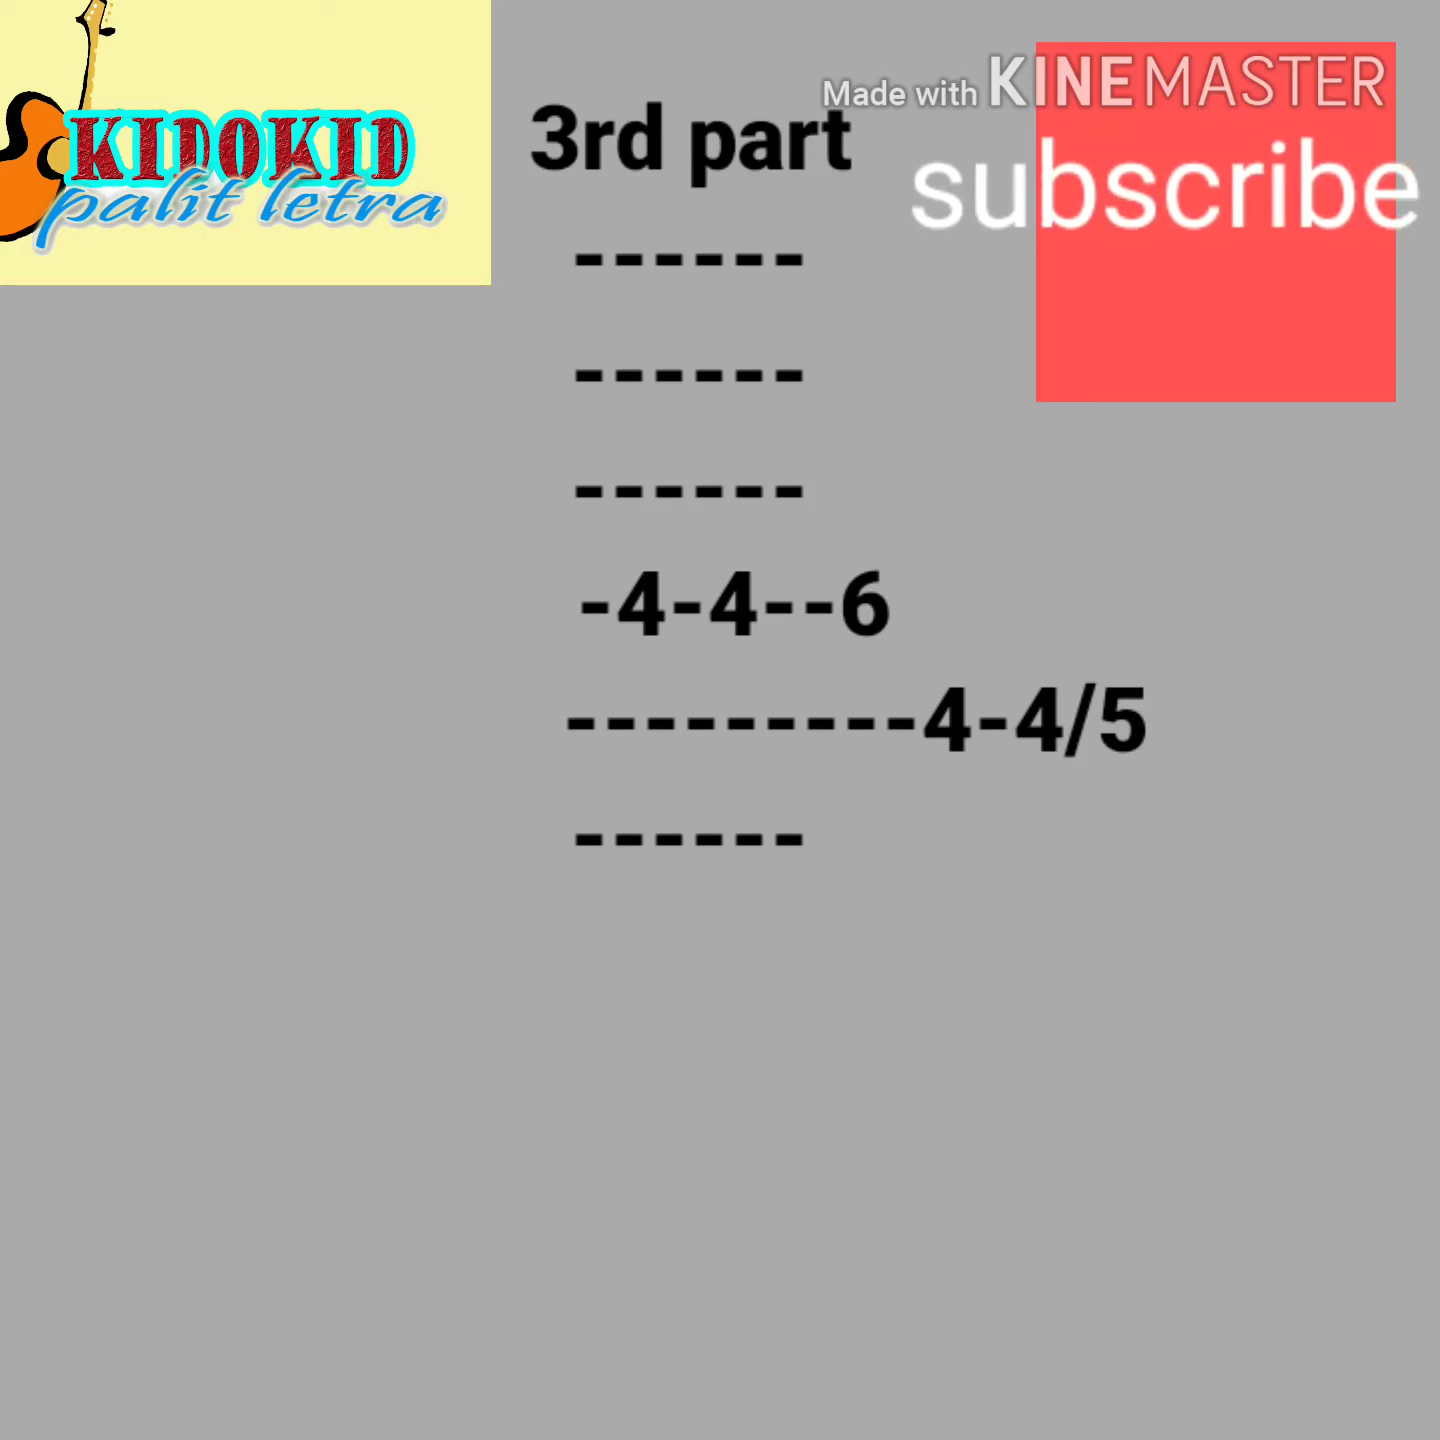 KIDOKID
palit letra
Made with KINEMASTER
subscribe
3rd part
------
------
------
-4-4--6
---------4-4/5
------